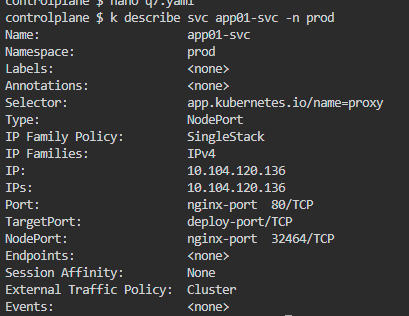 controlplane $ nano q7.yaml
controlplane $ k describe svc app01-svc -n prod
Name: app01-svc
Namespace: prod
Labels: <none>
Annotations: <none>
Selector: app.kubernetes.io/name=proxy
Type: NodePort
IP Family Policy: SingleStack
IP Families: IPv4
IP: 10.104.120.136
IPs: 10.104.120.136
Port: nginx-port 80/TCP
TargetPort: deploy-port/TCP
NodePort: nginx-port 32464/TCP
Endpoints: <none>
Session Affinity: None
External Traffic Policy: Cluster
Events: <none>